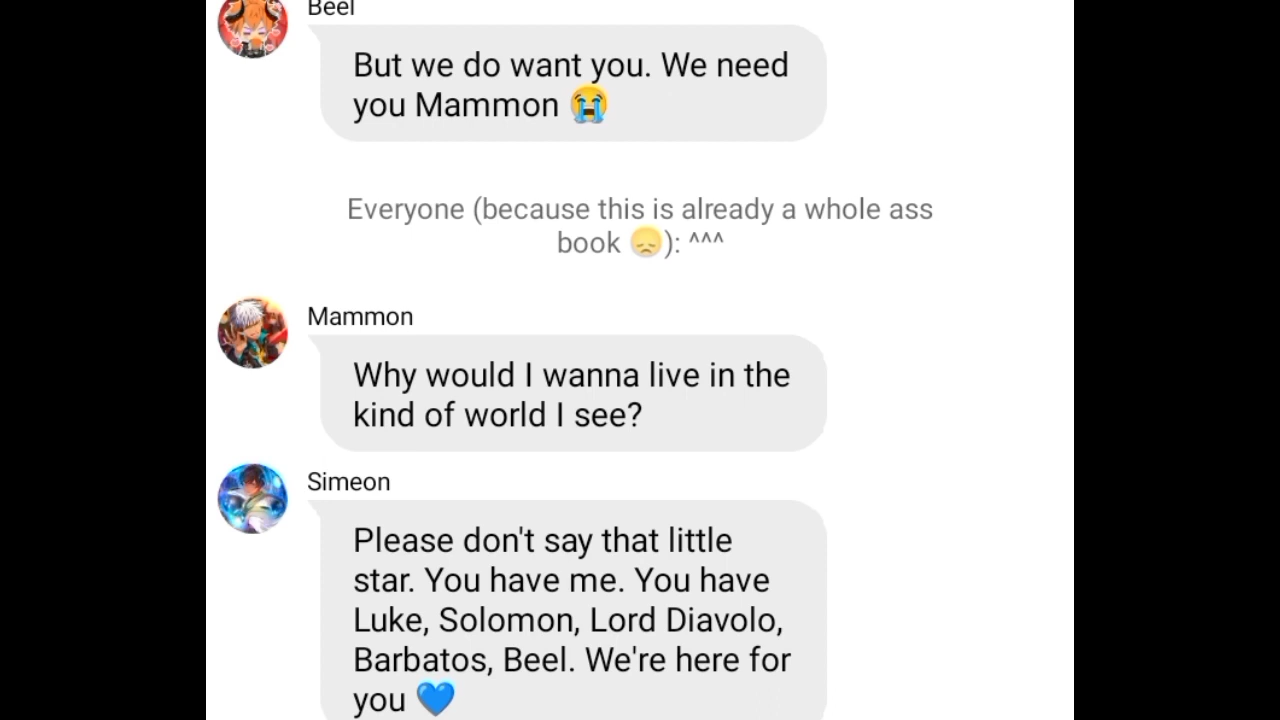 Beel
But we do want you. We need
you Mammon 😭
Everyone (because this is already a whole ass
book 😞): ^^^
Mammon
Why would I wanna live in the
kind of world I see?
Simeon
Please don't say that little
star. You have me. You have
Luke, Solomon, Lord Diavolo,
Barbatos, Beel. We're here for
you 💙